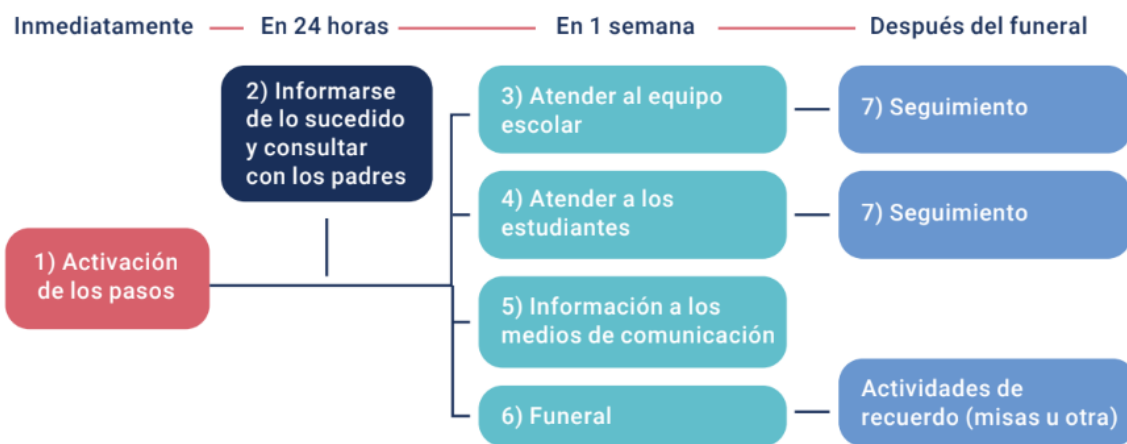 Inmediatamente
En 24 horas
En 1 semana
Después del funeral
1) Activación
de los pasos
2) Informarse
de lo sucedido
y consultar
con los padres
3) Atender al equipo
escolar
4) Atender a los
estudiantes
5) Información a los
medios de comunicación
6) Funeral
7) Seguimiento
7) Seguimiento
Actividades de
recuerdo (misas u otra)